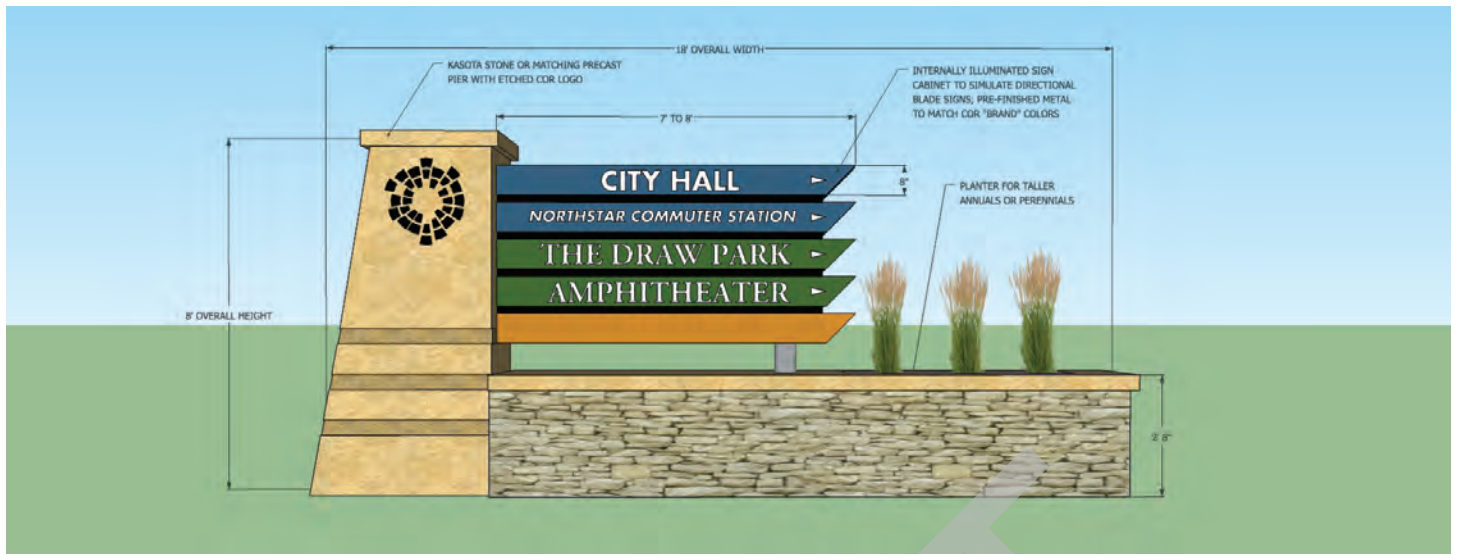 18' OVERALL WIDTH
KASOTA STONE OR MATCHING PRECAST
PIER WITH ETCHED COR LOGO
INTERNALLY ILLUMINATED SIGN
CABINET TO SIMULATE DIRECTIONAL
BLADE SIGNS; PRE-FINISHED METAL
TO MATCH COR "BRAND" COLORS
7' TO 8'
CITY HALL
8"
NORTHSTAR COMMUTER STATION
PLANTER FOR TALLER
ANNUALS OR PERENNIALS
THE DRAW PARK
AMPHITHEATER
8' OVERALL HEIGHT
2' 8"